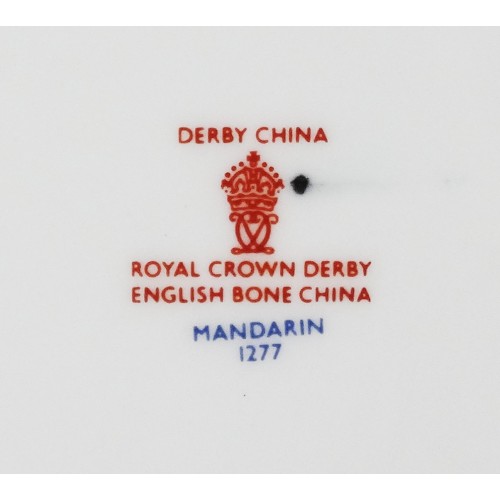 DERBY CHINA
ROYAL CROWN DERBY
ENGLISH BONE CHINA
MANDARIN
1277